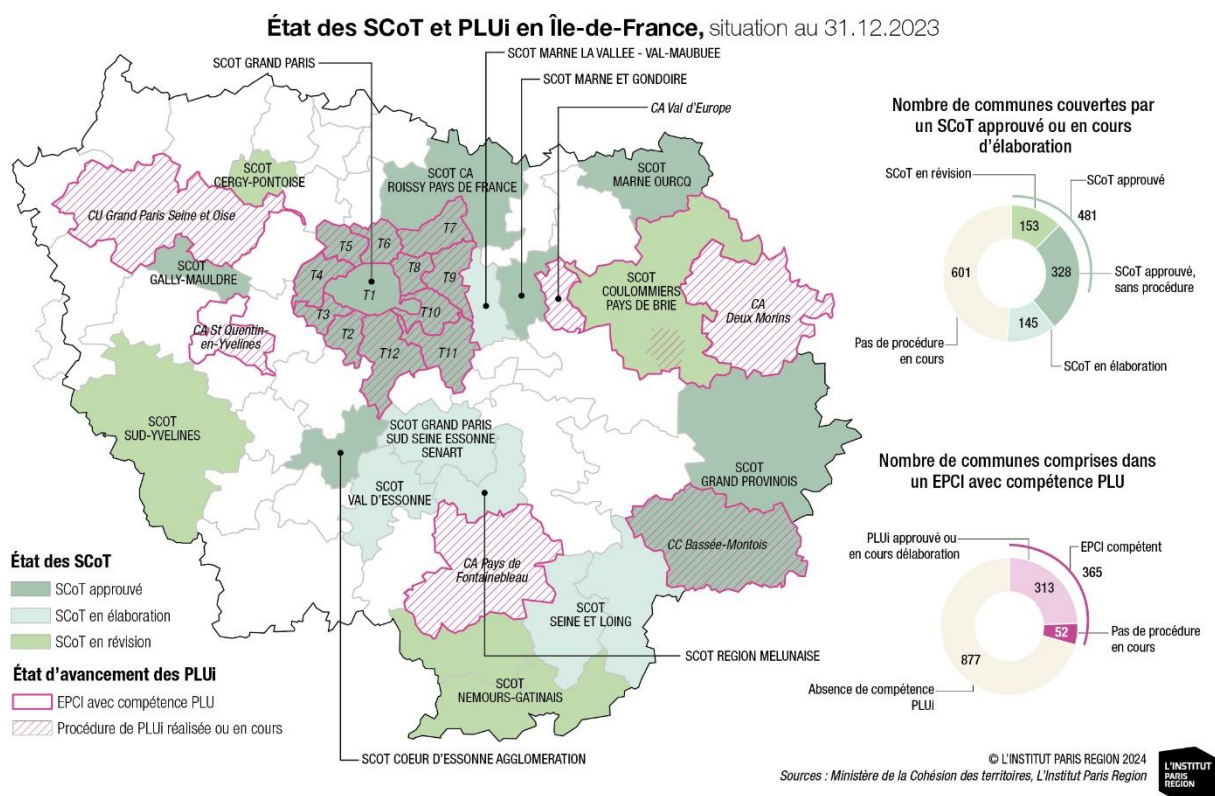 État des SCoT et PLUi en Île-de-France, situation au 31.12.2023
SCOT GRAND PARIS
SCOT MARNE LA VALLEE - VAL-MAUBUEE
SCOT MARNE ET GONDOIRE
CA Val d'Europe
SCOT
CERGY-PONTOISE
SCOT CA
ROISSY PAYS DE FRANCE
SCOT
MARNE OURCQ
CU Grand Paris Seine et Oise
SCOT
GALLY-MAULDRE
CA St Quentin-
en-Yvelines
T5
T6
T7
T4
T8
T9
T1
T3
T10
T2
T12
T11
SCOT
COULOMMIERS
PAYS DE BRIE
CA
Deux Morins
SCOT
SUD-YVELINES
SCOT GRAND PARIS
SUD SEINE ESSONNE
SENART
SCOT
VAL D'ESSONNE
SCOT
GRAND PROVINOIS
CC Bassée-Montois
CA Pays de
Fontainebleau
SCOT
SEINE ET LOING
SCOT REGION MELUNAISE
SCOT
NEMOURS-GATINAIS
SCOT COEUR D'ESSONNE AGGLOMERATION
État des SCoT
SCoT approuvé
SCoT en élaboration
SCoT en révision
État d'avancement des PLUi
EPCI avec compétence PLU
Procédure de PLUi réalisée ou en cours
Nombre de communes couvertes par
un SCoT approuvé ou en cours
d'élaboration
SCoT en révision
SCoT approuvé
481
153
601
328
SCoT approuvé,
sans procédure
145
Pas de procédure
en cours
SCoT en élaboration
Nombre de communes comprises dans
un EPCI avec compétence PLU
PLUi approuvé ou
en cours délaboration
EPCI compétent
365
313
52
Pas de procédure
en cours
877
Absence de compétence
PLUi
© L'INSTITUT PARIS REGION 2024
Sources : Ministère de la Cohésion des territoires, L'Institut Paris Region
L'INSTITUT
PARIS
REGION